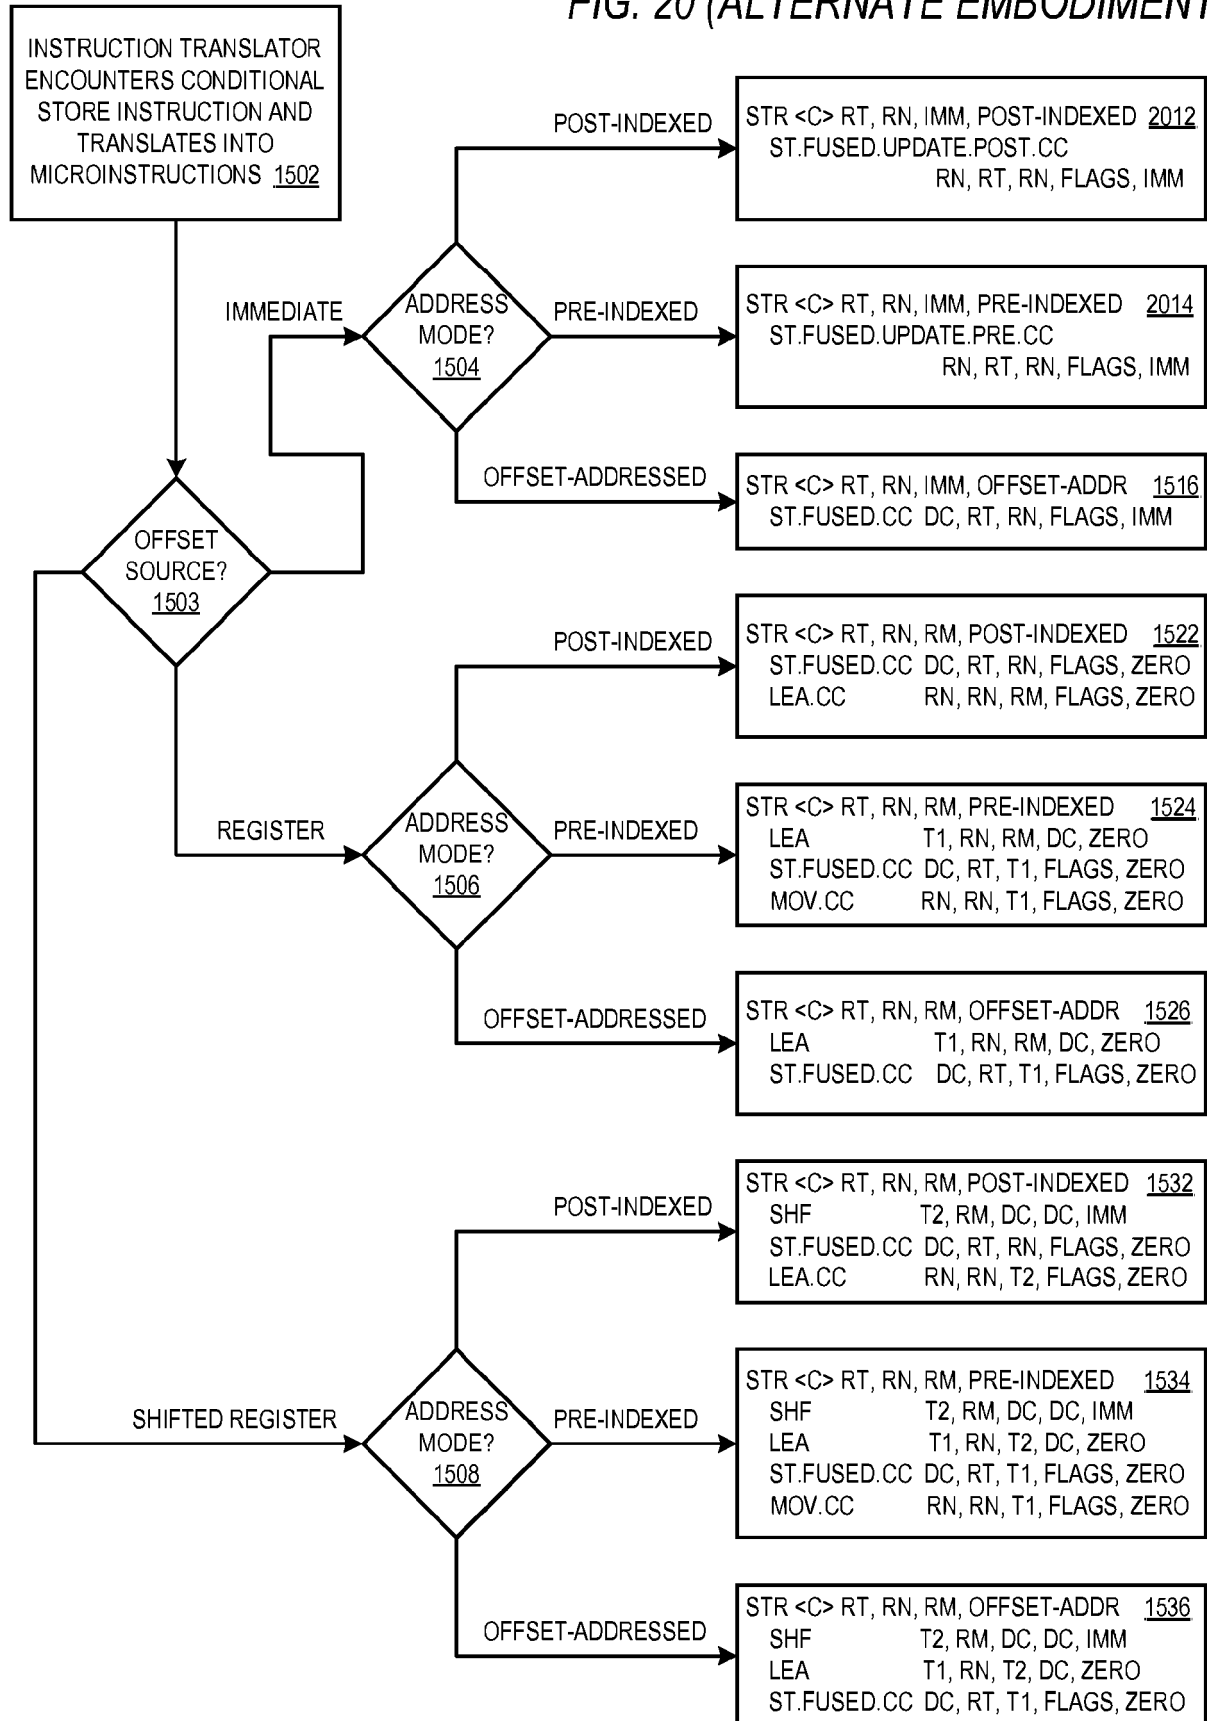 FIG. 20 (ALTERNATE EMBODIMENT
INSTRUCTION TRANSLATOR
ENCOUNTERS CONDITIONAL
STORE INSTRUCTION AND
TRANSLATES INTO
MICROINSTRUCTIONS 1502
OFFSET
SOURCE?
1503
IMMEDIATE
ADDRESS
MODE?
1504
POST-INDEXED
STR <C> RT, RN, IMM, POST-INDEXED 2012
ST.FUSED.UPDATE.POST.CC
RN, RT, RN, FLAGS, IMM
PRE-INDEXED
STR <C> RT, RN, IMM, PRE-INDEXED 2014
ST.FUSED.UPDATE.PRE.CC
RN, RT, RN, FLAGS, IMM
OFFSET-ADDRESSED
STR <C> RT, RN, IMM, OFFSET-ADDR 1516
ST.FUSED.CC DC, RT, RN, FLAGS, IMM
REGISTER
ADDRESS
MODE?
1506
POST-INDEXED
STR <C> RT, RN, RM, POST-INDEXED 1522
ST.FUSED.CC DC, RT, RN, FLAGS, ZERO
LEA.CC RN, RN, RM, FLAGS, ZERO
PRE-INDEXED
STR <C> RT, RN, RM, PRE-INDEXED 1524
LEA T1, RN, RM, DC, ZERO
ST.FUSED.CC DC, RT, T1, FLAGS, ZERO
MOV.CC RN, RN, T1, FLAGS, ZERO
OFFSET-ADDRESSED
STR <C> RT, RN, RM, OFFSET-ADDR 1526
LEA T1, RN, RM, DC, ZERO
ST.FUSED.CC DC, RT, T1, FLAGS, ZERO
SHIFTED REGISTER
ADDRESS
MODE?
1508
POST-INDEXED
STR <C> RT, RN, RM, POST-INDEXED 1532
SHF T2, RM, DC, DC, IMM
ST.FUSED.CC DC, RT, RN, FLAGS, ZERO
LEA.CC RN, RN, T2, FLAGS, ZERO
PRE-INDEXED
STR <C> RT, RN, RM, PRE-INDEXED 1534
SHF T2, RM, DC, DC, IMM
LEA T1, RN, T2, DC, ZERO
ST.FUSED.CC DC, RT, T1, FLAGS, ZERO
MOV.CC RN, RN, T1, FLAGS, ZERO
OFFSET-ADDRESSED
STR <C> RT, RN, RM, OFFSET-ADDR 1536
SHF T2, RM, DC, DC, IMM
LEA T1, RN, T2, DC, ZERO
ST.FUSED.CC DC, RT, T1, FLAGS, ZERO